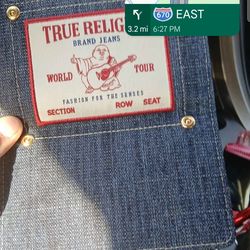 TRUE RELIG
BRAND JEANS
WORLD TOUR
FASHION FOR THE SENSES
SECTION ROW SEAT
670 EAST
3.2 mi 6:27 PM